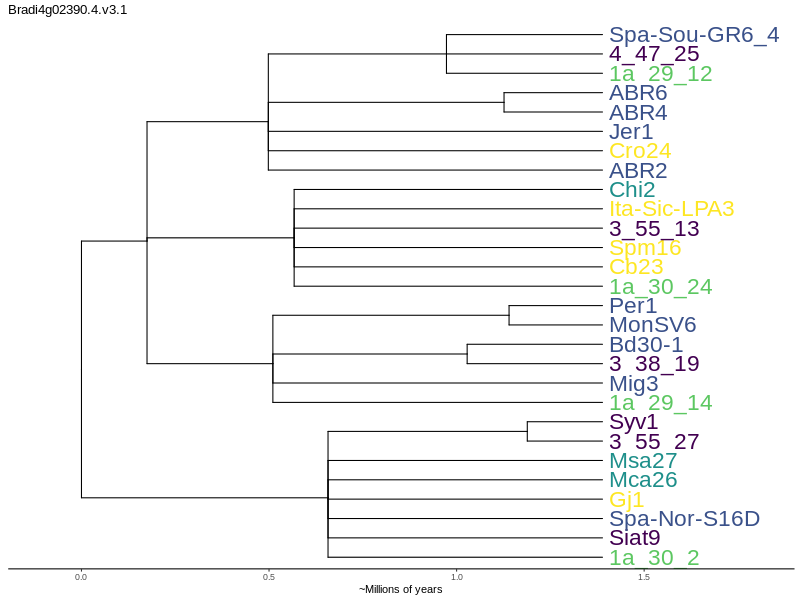 Bradi4g02390.4.v3.1
Spa-Sou-GR6_4
4_47_25
1a_29_12
ABR6
ABR4
Jer1
Cro24
ABR2
Chi2
Ita-Sic-LPA3
3_55_13
Spm16
Cb23
1a_30_24
Per1
MonSV6
Bd30-1
3_38_19
Mig3
1a_29_14
Syv1
3_55_27
Msa27
Mca26
Gj1
Spa-Nor-S16D
Siat9
1a_30_2
0.0 0.5 1.0 1.5
~Millions of years